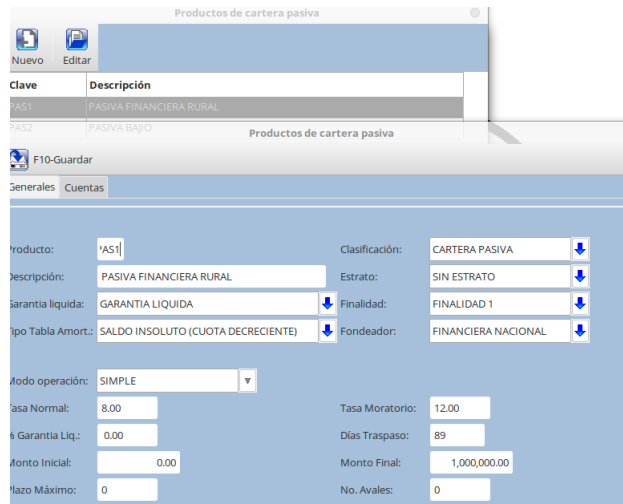 Productos de cartera pasiva
Nuevo Editar
Clave Descripción
PAS1 PASIVA FINANCIERA RURAL
PAS2 PASIVA BAJIO
Productos de cartera pasiva
F10-Guardar
Generales Cuentas
Producto: PAS1 Clasificación: CARTERA PASIVA
Descripción: PASIVA FINANCIERA RURAL Estrato: SIN ESTRATO
Garantia liquida: GARANTIA LIQUIDA Finalidad: FINALIDAD 1
Tipo Tabla Amort.: SALDO INSOLUTO (CUOTA DECRECIENTE) Fondeador: FINANCIERA NACIONAL
Modo operación: SIMPLE
Tasa Normal: 8.00 Tasa Moratorio: 12.00
% Garantia Liq.: 0.00 Días Traspaso: 89
Monto Inicial: 0.00 Monto Final: 1,000,000.00
Plazo Máximo: 0 No. Avales: 0